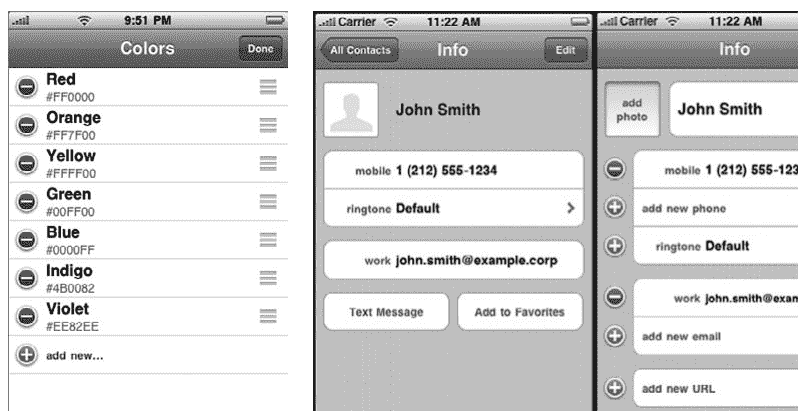 9:51 PM
Colors
Done
Red
#FF0000
Orange
#FF7F00
Yellow
#FFFF00
Green
#00FF00
Blue
#0000FF
Indigo
#4B0082
Violet
#EE82EE
add new...
Carrier 11:22 AM
All Contacts Info Edit
John Smith
mobile 1 (212) 555-1234
ringtone Default
work john.smith@example.corp
Text Message Add to Favorites
Carrier 11:22 AM
Info
add
photo
John Smith
mobile 1 (212) 555-123
add new phone
ringtone Default
work john.smith@exam
add new email
add new URL